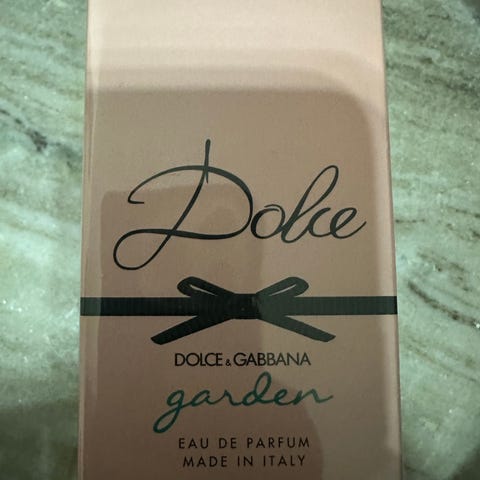 Dolce
DOLCE & GABBANA
garden
EAU DE PARFUM
MADE IN ITALY